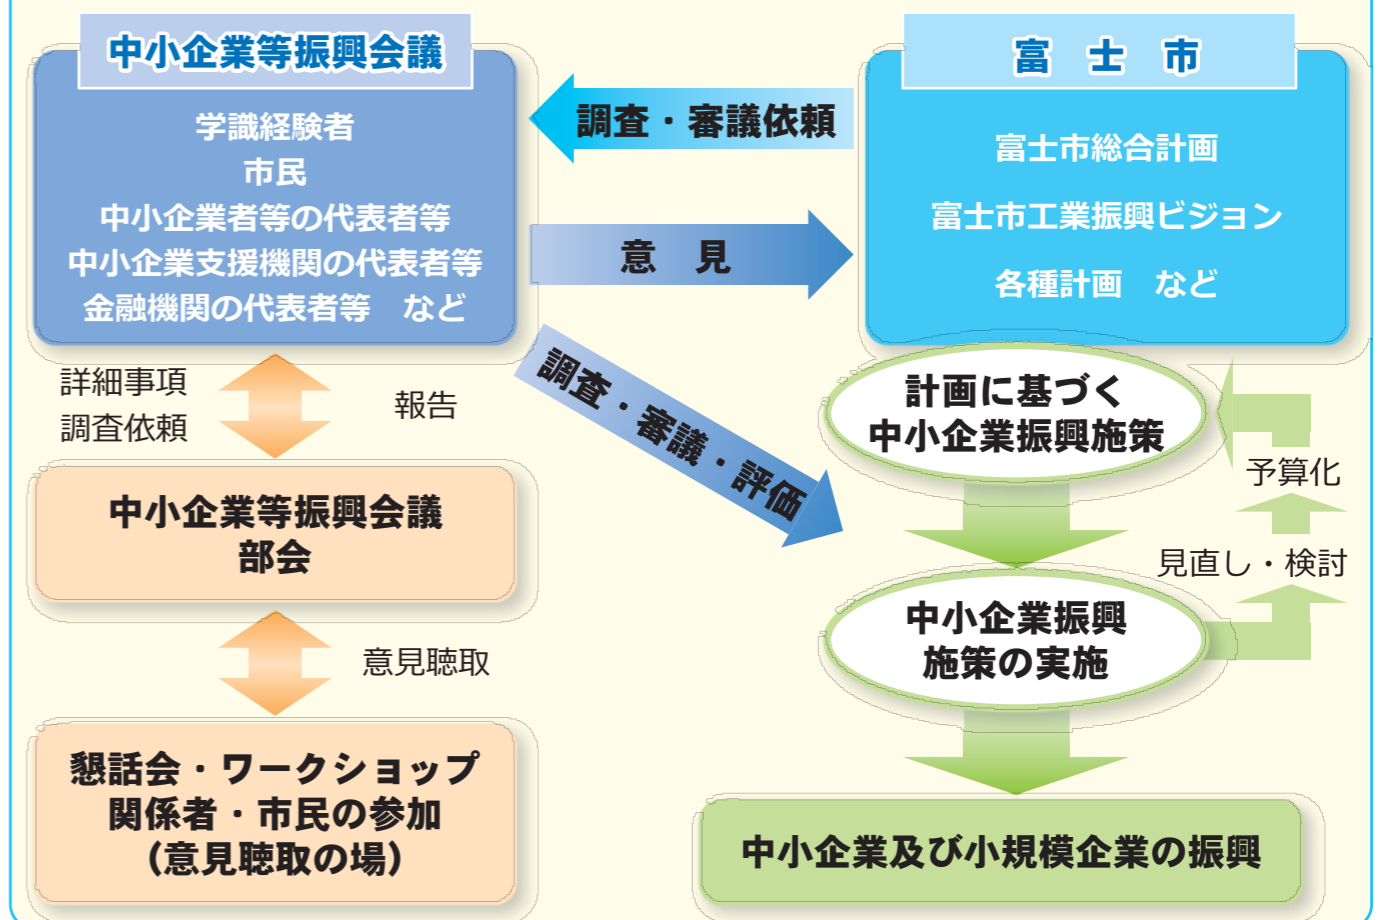 中小企業等振興会議
学識経験者
市民
中小企業者等の代表者等
中小企業支援機関の代表者等
金融機関の代表者等　など
調査・審議依頼
意　見
富　士　市
富士市総合計画
富士市工業振興ビジョン
各種計画　など
詳細事項
調査依頼
報告
調査・審議・評価
計画に基づく
中小企業振興施策
予算化
見直し・検討
中小企業等振興会議
部会
中小企業振興
施策の実施
意見聴取
懇話会・ワークショップ
関係者・市民の参加
（意見聴取の場）
中小企業及び小規模企業の振興